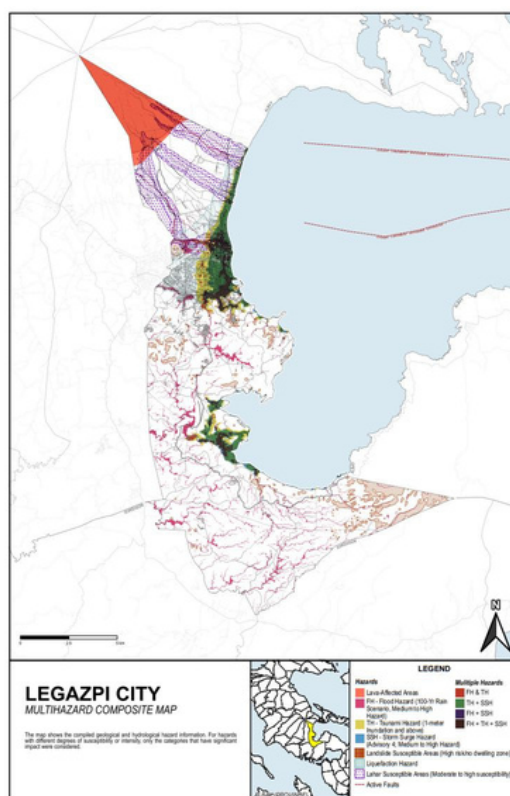 N
LEGAZPI CITY
MULTIHAZARD COMPOSITE MAP
The map shows the compiled geological and hydrological hazard information. For hazards
with different degrees of susceptibility or intensity, only the categories that have significant
impact were considered.
LEGEND
Hazards
Lava-Affected Areas
FH - Flood Hazard (100-Yr Rain
Scenario, Medium to High
Hazard)
TH - Tsunami Hazard (1-meter
Inundation and above)
SSH - Storm Surge Hazard
(Advisory 4, Medium to High Hazard)
Landslide Susceptible Areas (High risk/no dwelling zone)
Liquefaction Hazard
Lahar Susceptible Areas (Moderate to high susceptibility)
Active Faults
Multiple Hazards
FH & TH
TH + SSH
FH + SSH
FH + TH + SSH